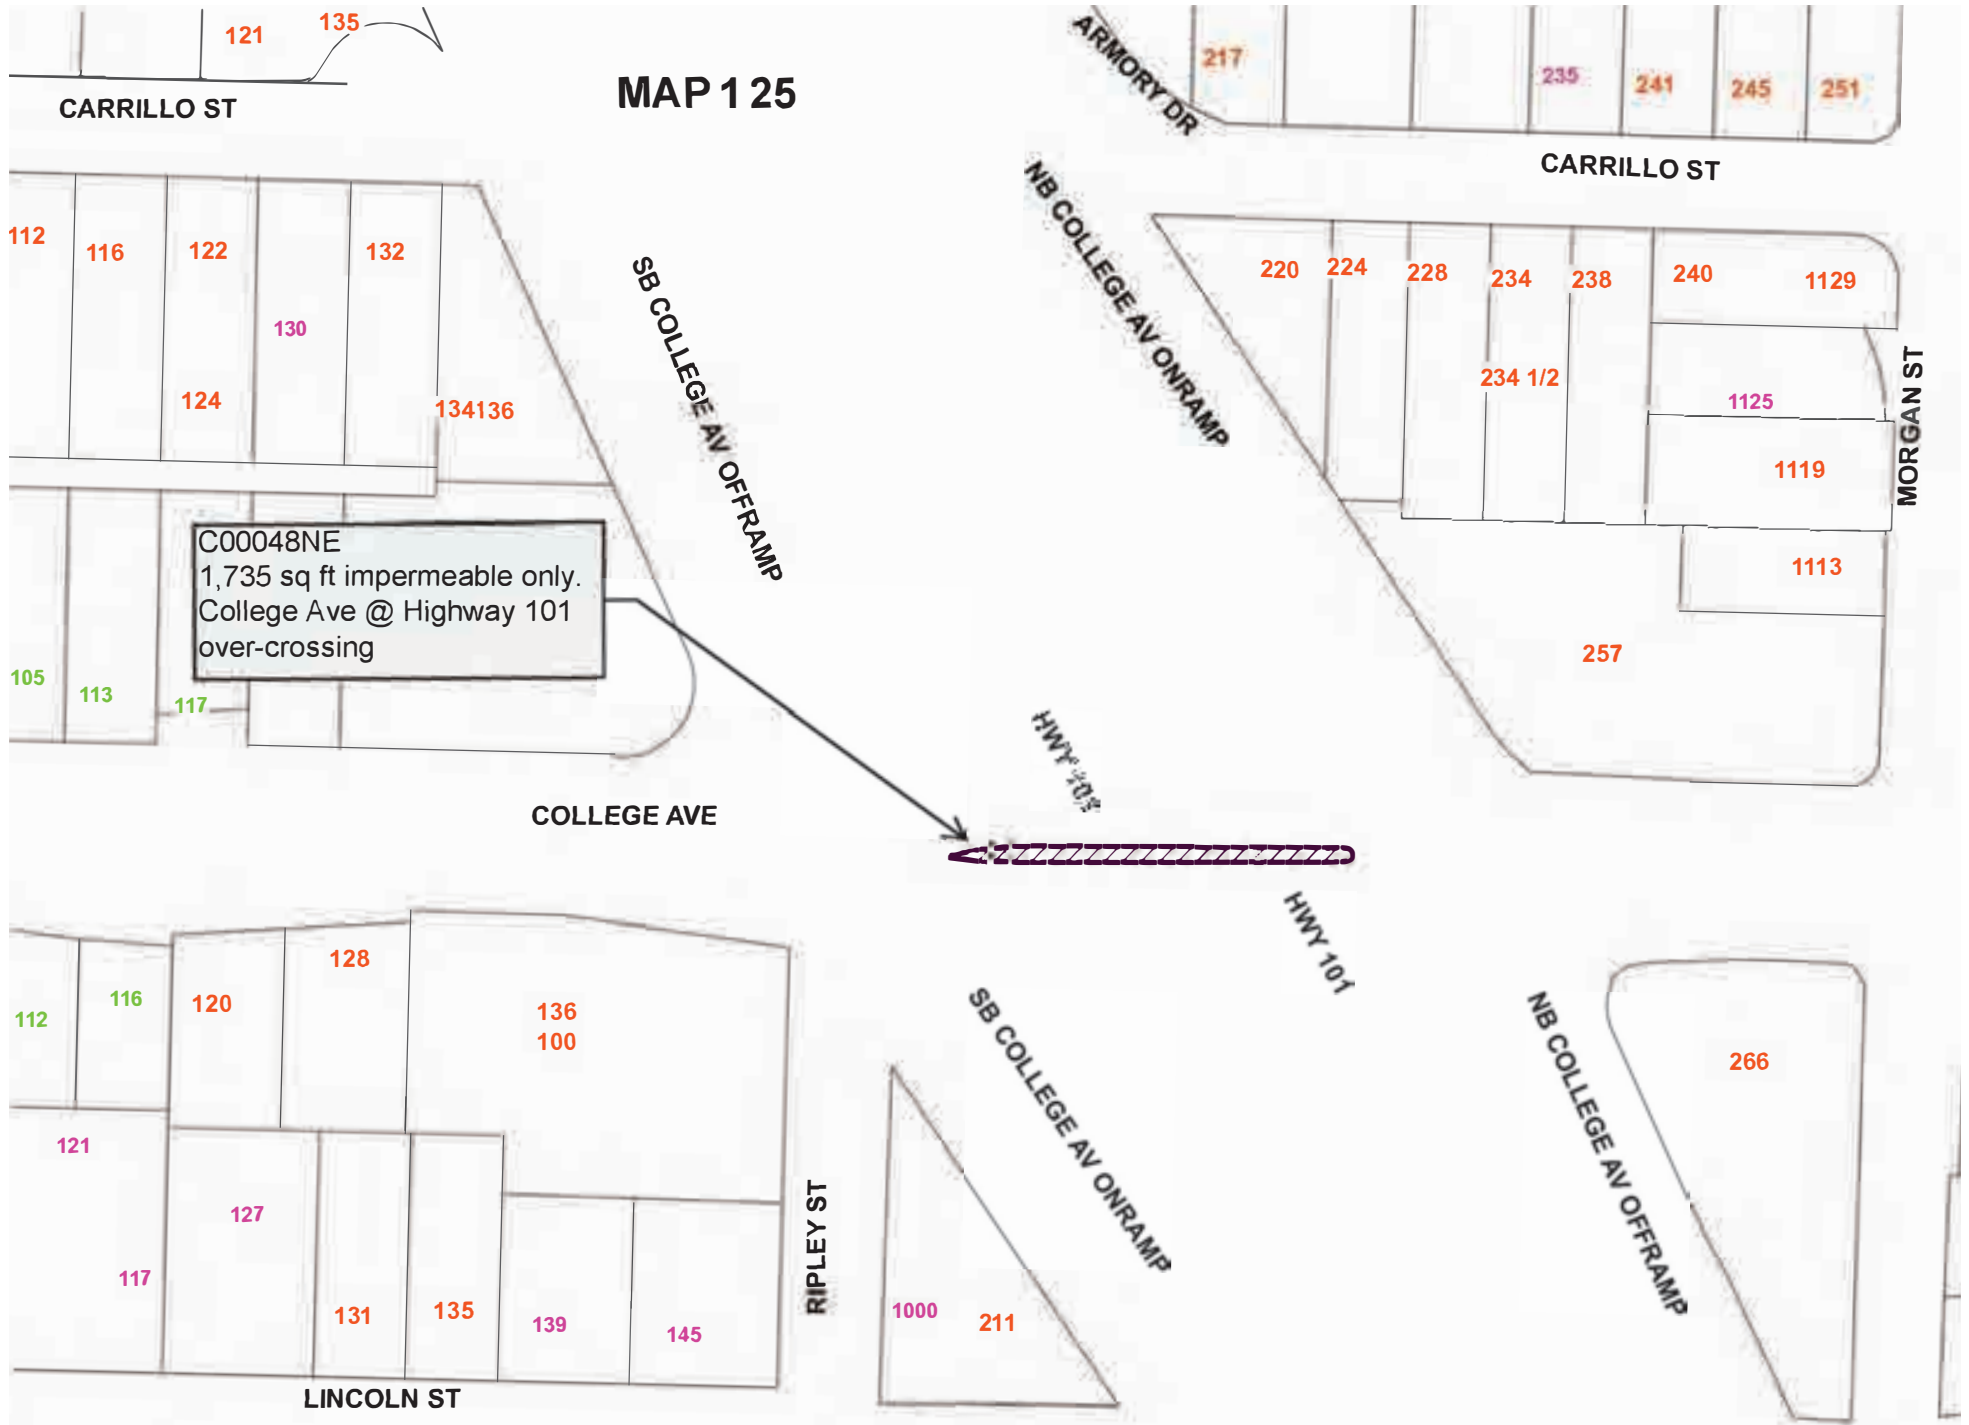 121
135
MAP 125
ARMORY DR
217
235
241
245
251
CARRILLO ST
CARRILLO ST
112
116
122
132
130
124
134136
SB COLLEGE AV OFFRAMP
NB COLLEGE AV ONRAMP
220
224
228
234
238
240
1129
234 1/2
1125
1119
1113
257
MORGAN ST
C00048NE
1,735 sq ft impermeable only.
College Ave @ Highway 101
over-crossing
105
113
117
COLLEGE AVE
HWY
HWY 101
112
116
120
128
136
100
121
127
117
131
135
139
145
RIPLEY ST
LINCOLN ST
1000
211
SB COLLEGE AV ONRAMP
NB COLLEGE AV OFFRAMP
266